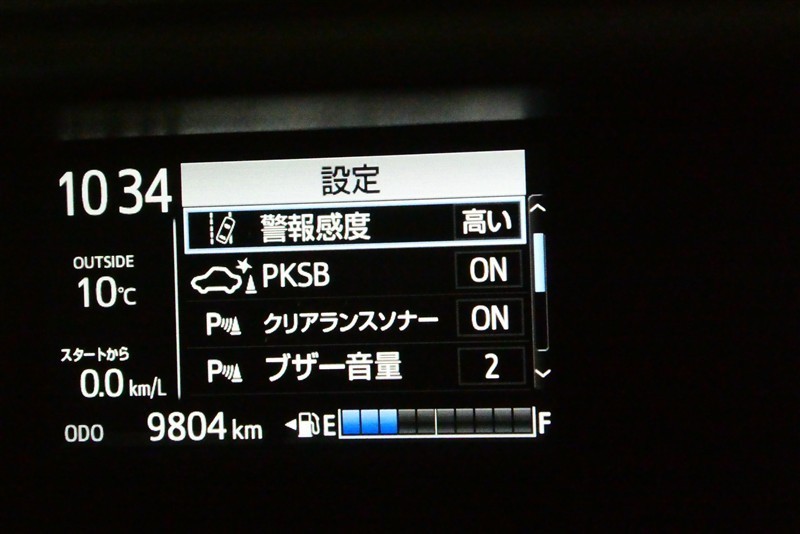 10 34
設定
警報感度 高い
OUTSIDE
10℃
PKSB ON
P クリアランスソナー ON
スタートから
0.0 km/L
P ブザー音量 2
ODO 9804 km E F